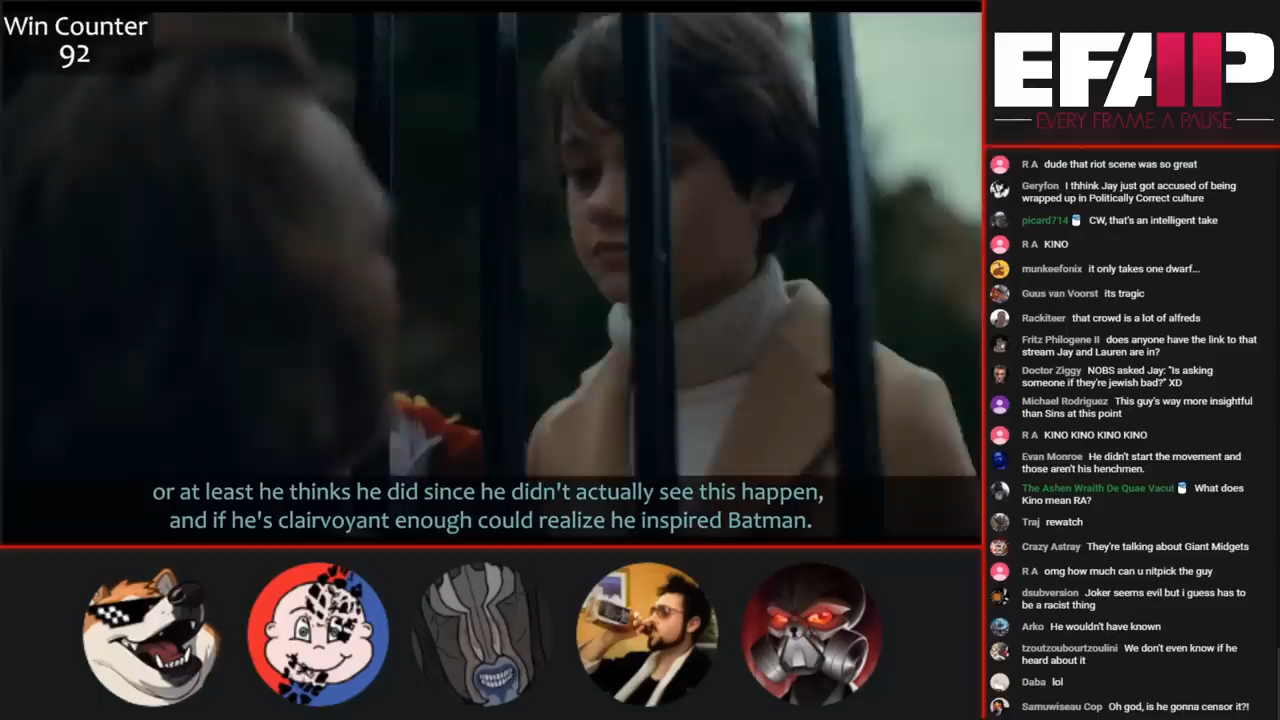 Win Counter
92
or at least he thinks he did since he didn't actually see this happen,
and if he's clairvoyant enough could realize he inspired Batman.
EFAP
EVERY FRAME A PAUSE
R A dude that riot scene was so great
Geryfon I thhink Jay just got accused of being
wrapped up in Politically Correct culture
picard714 CW, that's an intelligent take
R A KINO
munkeefonix it only takes one dwarf...
Guus van Voorst its tragic
Rackiteer that crowd is a lot of alfreds
Fritz Philogene II does anyone have the link to that
stream Jay and Lauren are in?
Doctor Ziggy NOBS asked Jay: "Is asking
someone if they're jewish bad?" XD
Michael Rodriguez This guy's way more insightful
than Sins at this point
R A KINO KINO KINO KINO
Evan Monroe He didn't start the movement and
those aren't his henchmen.
The Ashen Wraith De Quae Vacui What does
Kino mean RA?
Traj rewatch
Crazy Astray They're talking about Giant Midgets
R A omg how much can u nitpick the guy
dsubversion Joker seems evil but i guess has to
be a racist thing
Arko He wouldn't have known
tzoutzoubourtzoulini We don't even know if he
heard about it
Daba lol
Samuwiseau Cop Oh god, is he gonna censor it?!